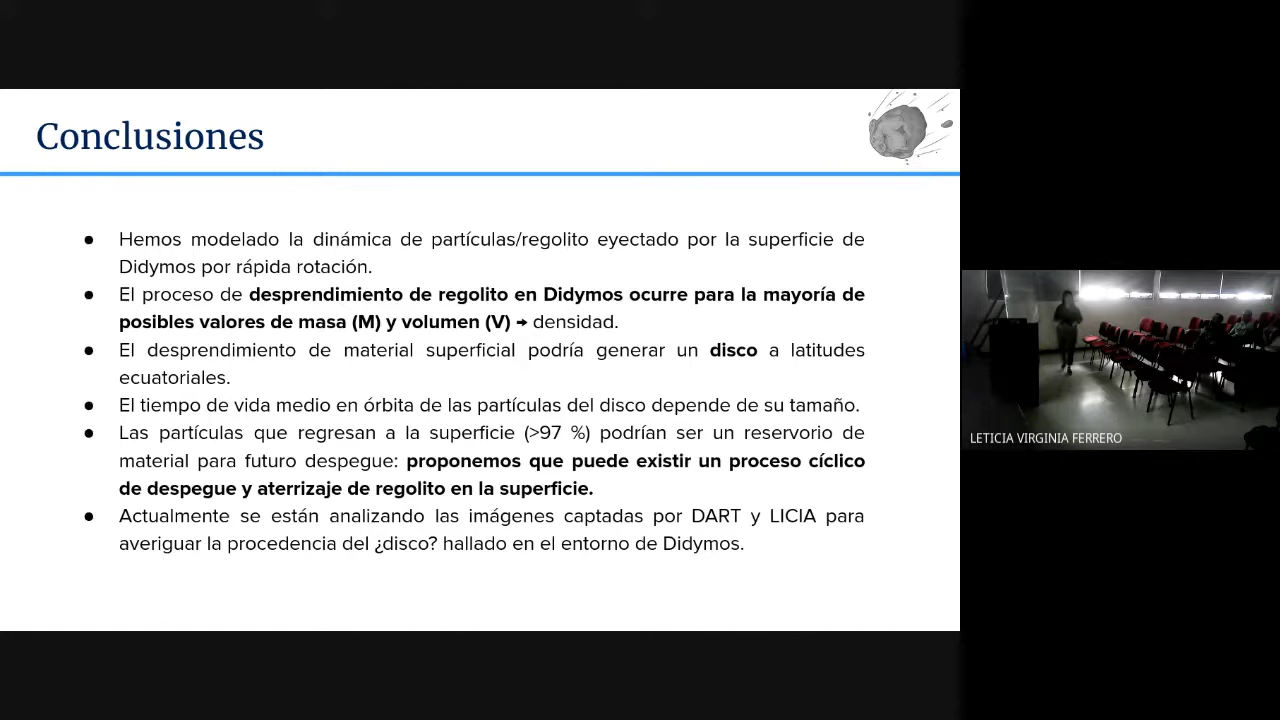 Conclusiones
● Hemos modelado la dinámica de partículas/regolito eyectado por la superficie de
Didymos por rápida rotación.
● El proceso de desprendimiento de regolito en Didymos ocurre para la mayoría de
posibles valores de masa (M) y volumen (V) → densidad.
● El desprendimiento de material superficial podría generar un disco a latitudes
ecuatoriales.
● El tiempo de vida medio en órbita de las partículas del disco depende de su tamaño.
● Las partículas que regresan a la superficie (>97 %) podrían ser un reservorio de
material para futuro despegue: proponemos que puede existir un proceso cíclico
de despegue y aterrizaje de regolito en la superficie.
● Actualmente se están analizando las imágenes captadas por DART y LICIA para
averiguar la procedencia del ¿disco? hallado en el entorno de Didymos.
LETICIA VIRGINIA FERRERO